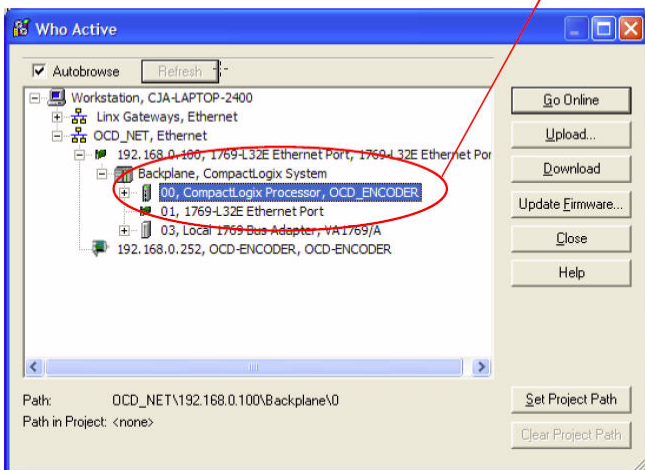 Who Active
Autobrowse
Refresh
Workstation, CJA-LAPTOP-2400
Linx Gateways, Ethernet
OCD_NET, Ethernet
192.168.0.100, 1769-L32E Ethernet Port, 1769-L32E Ethernet Por
Backplane, CompactLogix System
00, CompactLogix Processor, OCD_ENCODER
01, 1769-L32E Ethernet Port
03, Local 1769 Bus Adapter, VA1769/A
192.168.0.252, OCD-ENCODER, OCD-ENCODER
Go Online
Upload...
Download
Update Firmware...
Close
Help
Path: OCD_NET\192.168.0.100\Backplane\0
Path in Project: <none>
Set Project Path
Clear Project Path